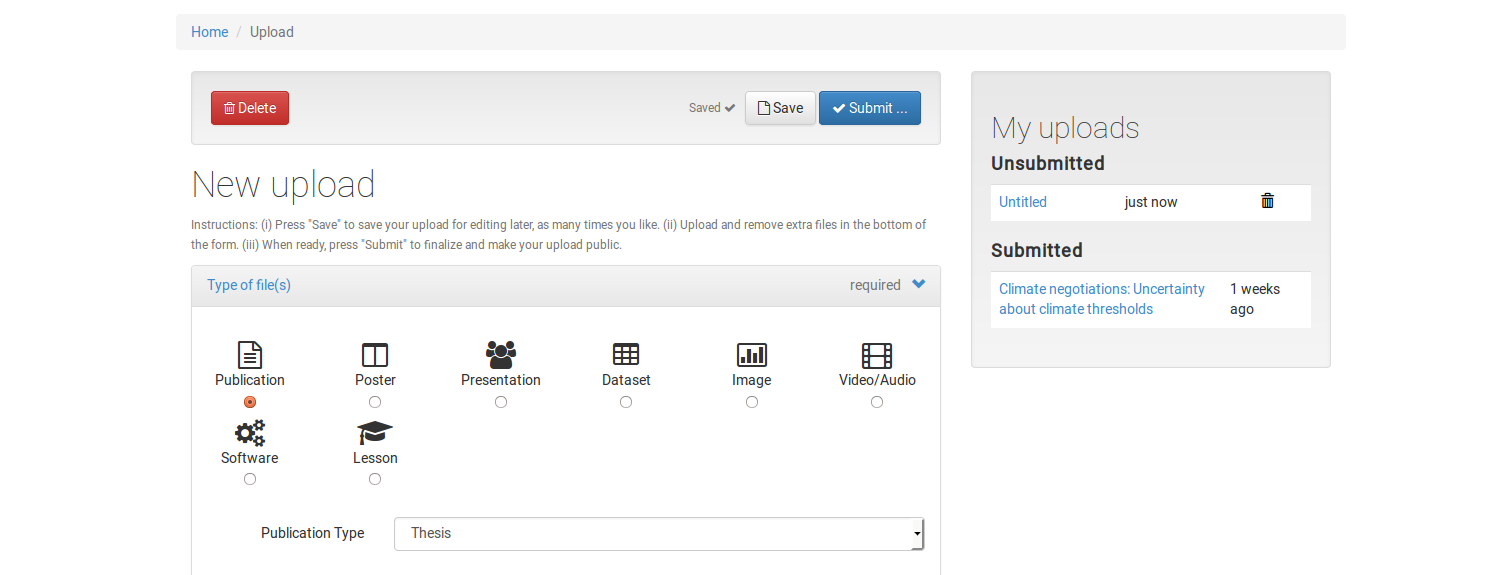 Home / Upload
Delete
Saved
Save
Submit ...
New upload
Instructions: (i) Press "Save" to save your upload for editing later, as many times you like. (ii) Upload and remove extra files in the bottom of
the form. (iii) When ready, press "Submit" to finalize and make your upload public.
Type of file(s)
required
Publication
Poster
Presentation
Dataset
Image
Video/Audio
Software
Lesson
Publication Type
Thesis
My uploads
Unsubmitted
Untitled
just now
Submitted
Climate negotiations: Uncertainty
about climate thresholds
1 weeks
ago